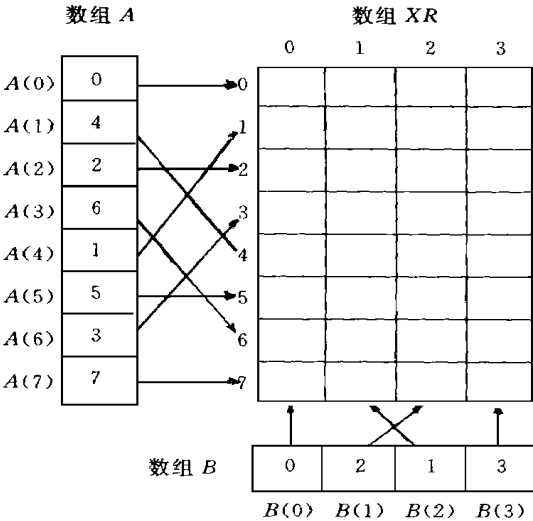 数组 A 数组 XR
0 1 2 3
A(0) 0 0
A(1) 4 1
A(2) 2 2
A(3) 6 3
A(4) 1 4
A(5) 5 5
A(6) 3 6
A(7) 7 7
数组 B 0 2 1 3
B(0) B(1) B(2) B(3)